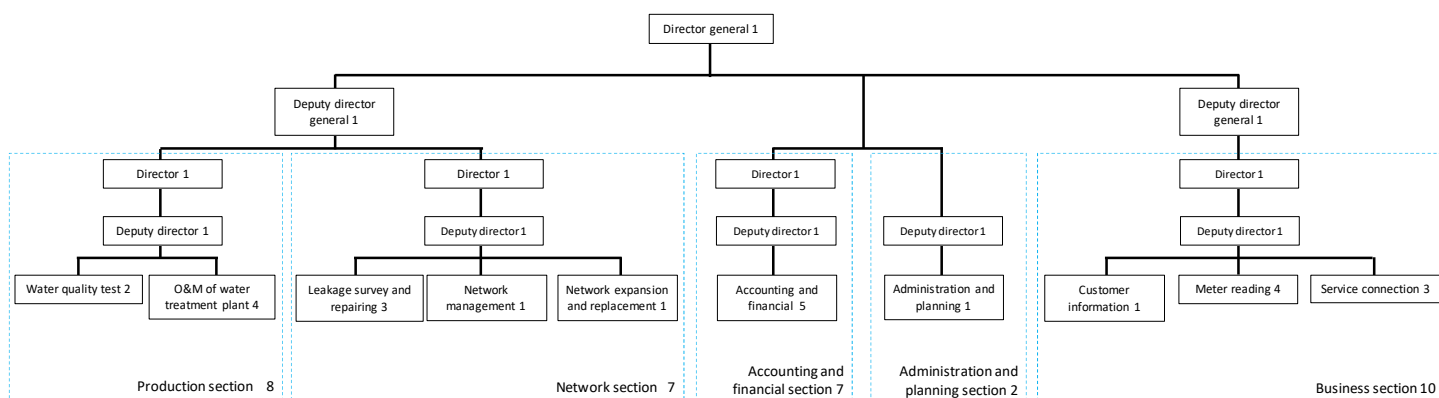 Director general 1
Deputy director
general 1
Deputy director
general 1
Director 1
Director 1
Director 1
Director 1
Deputy director 1
Deputy director 1
Deputy director 1
Deputy director 1
Deputy director 1
Water quality test 2
O&M of water
treatment plant 4
Leakage survey and
repairing 3
Network
management 1
Network expansion
and replacement 1
Accounting and
financial 5
Administration and
planning 1
Customer
information 1
Meter reading 4
Service connection 3
Production section 8
Network section 7
Accounting and
financial section 7
Administration and
planning section 2
Business section 10